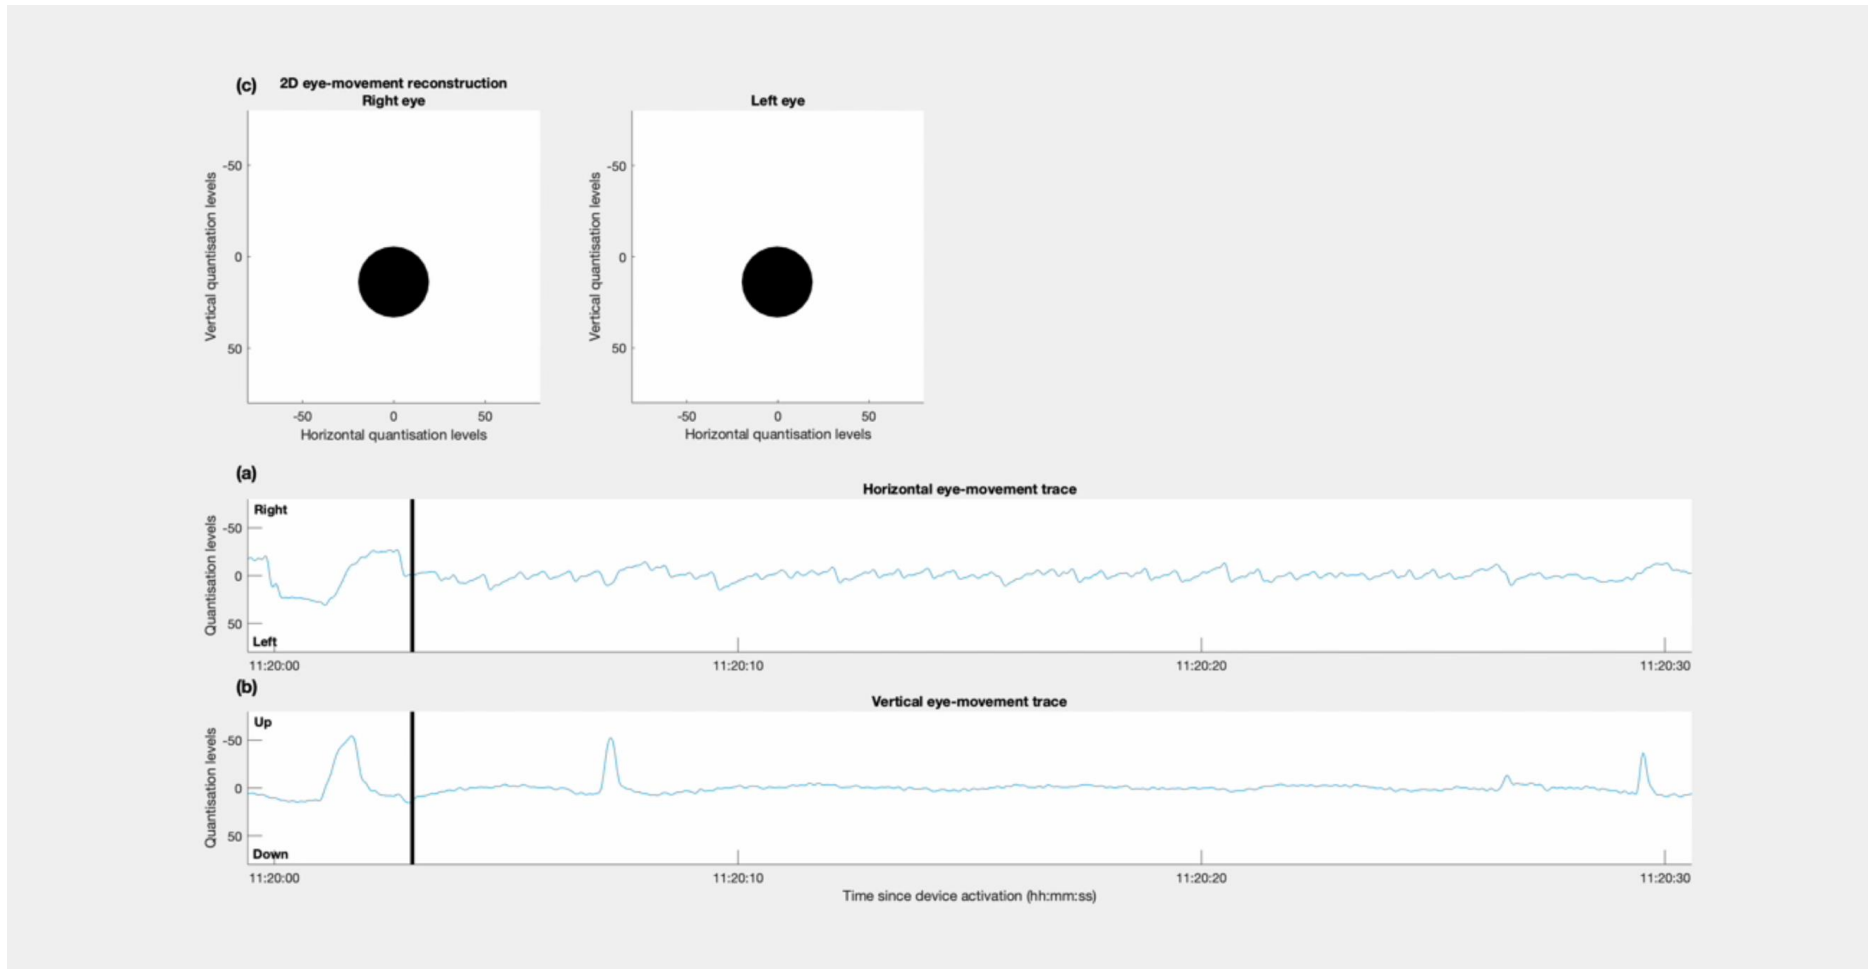 (c) 2D eye-movement reconstruction
Right eye
Left eye
Vertical quantisation levels
-50
0
50
-50
0
50
Horizontal quantisation levels
Vertical quantisation levels
-50
0
50
-50
0
50
Horizontal quantisation levels
(a)
Horizontal eye-movement trace
Right
Quantisation levels
-50
0
50
Left
11:20:00
11:20:10
11:20:20
11:20:30
(b)
Vertical eye-movement trace
Up
Quantisation levels
-50
0
50
Down
11:20:00
11:20:10
11:20:20
11:20:30
Time since device activation (hh:mm:ss)